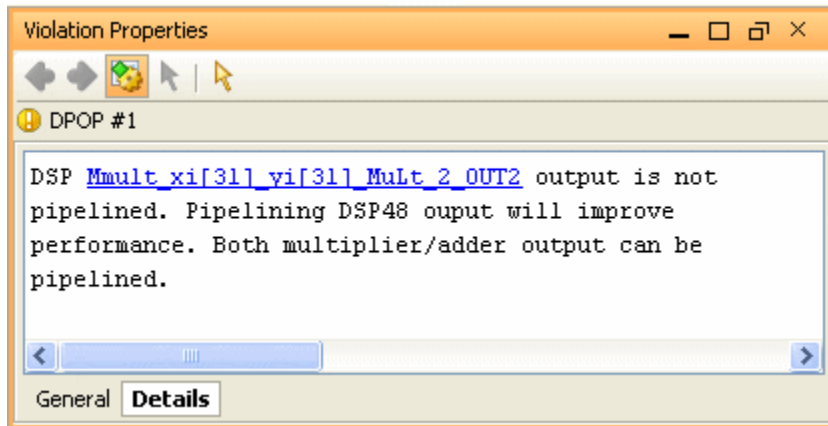 Violation Properties
DPOP #1
DSP Mmult_xi[31]_yi[31]_MuLt_2_OUT2 output is not
pipelined. Pipelining DSP48 ouput will improve
performance. Both multiplier/adder output can be
pipelined.
General Details